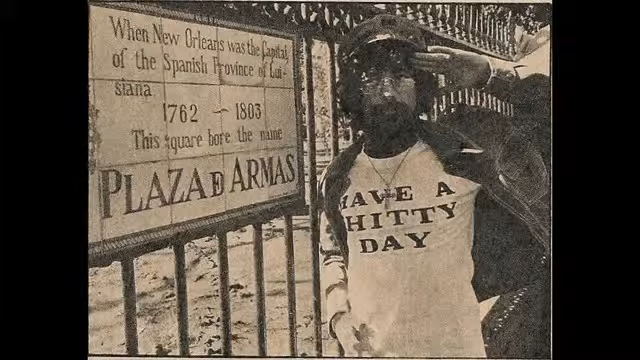 When New Orleans was the Capital
of the Spanish Province of Loui-
siana
1762 - 1803
This square bore the name
PLAZA D ARMAS
HAVE A
HITTY
DAY